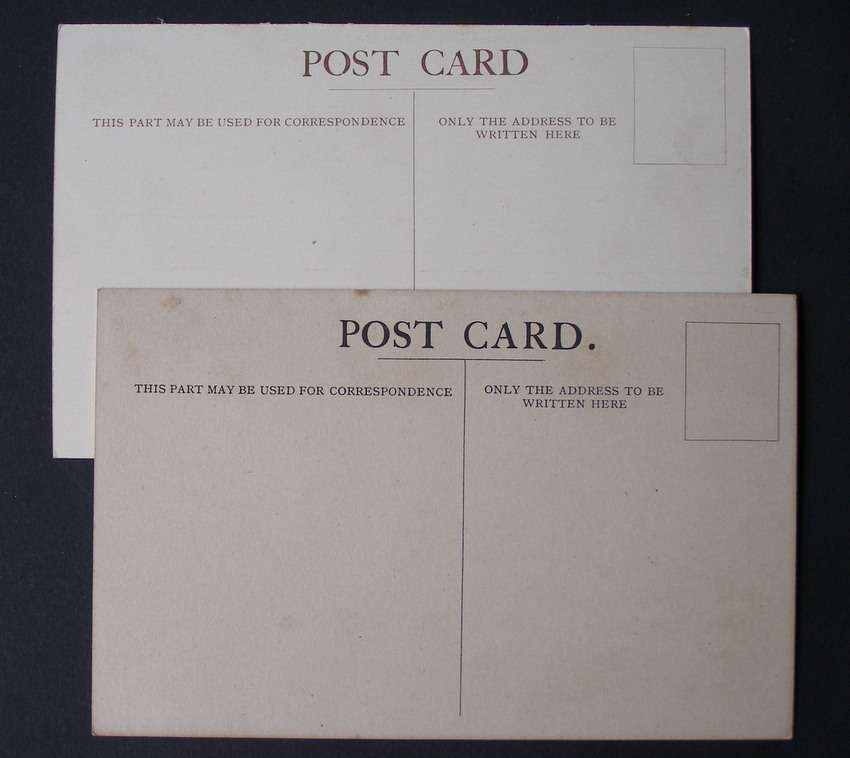 POST CARD
THIS PART MAY BE USED FOR CORRESPONDENCE
ONLY THE ADDRESS TO BE
WRITTEN HERE
POST CARD.
THIS PART MAY BE USED FOR CORRESPONDENCE
ONLY THE ADDRESS TO BE
WRITTEN HERE